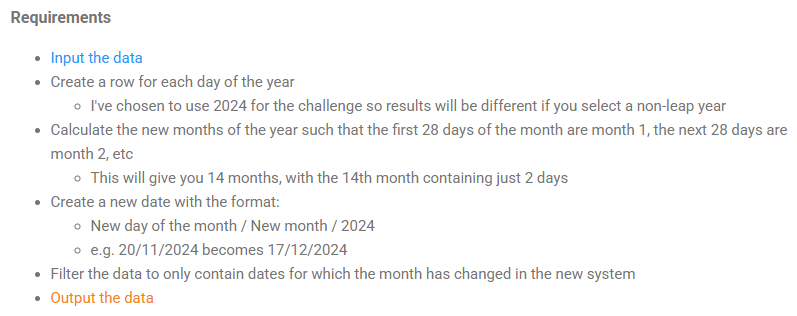 Requirements
Input the data
Create a row for each day of the year
I've chosen to use 2024 for the challenge so results will be different if you select a non-leap year
Calculate the new months of the year such that the first 28 days of the month are month 1, the next 28 days are
month 2, etc
This will give you 14 months, with the 14th month containing just 2 days
Create a new date with the format:
New day of the month / New month / 2024
e.g. 20/11/2024 becomes 17/12/2024
Filter the data to only contain dates for which the month has changed in the new system
Output the data